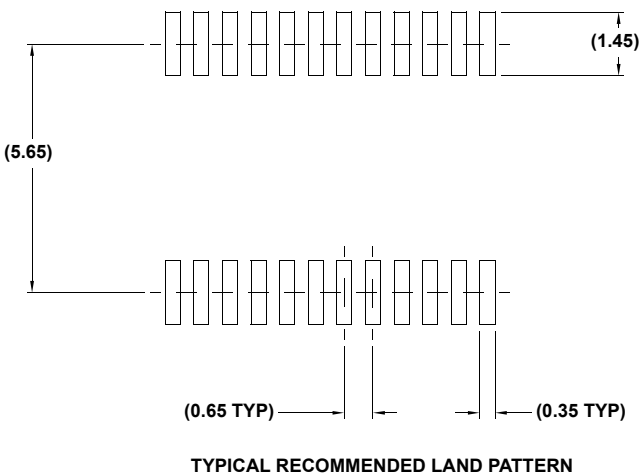 (1.45)
(5.65)
(0.65 TYP)
(0.35 TYP)
TYPICAL RECOMMENDED LAND PATTERN